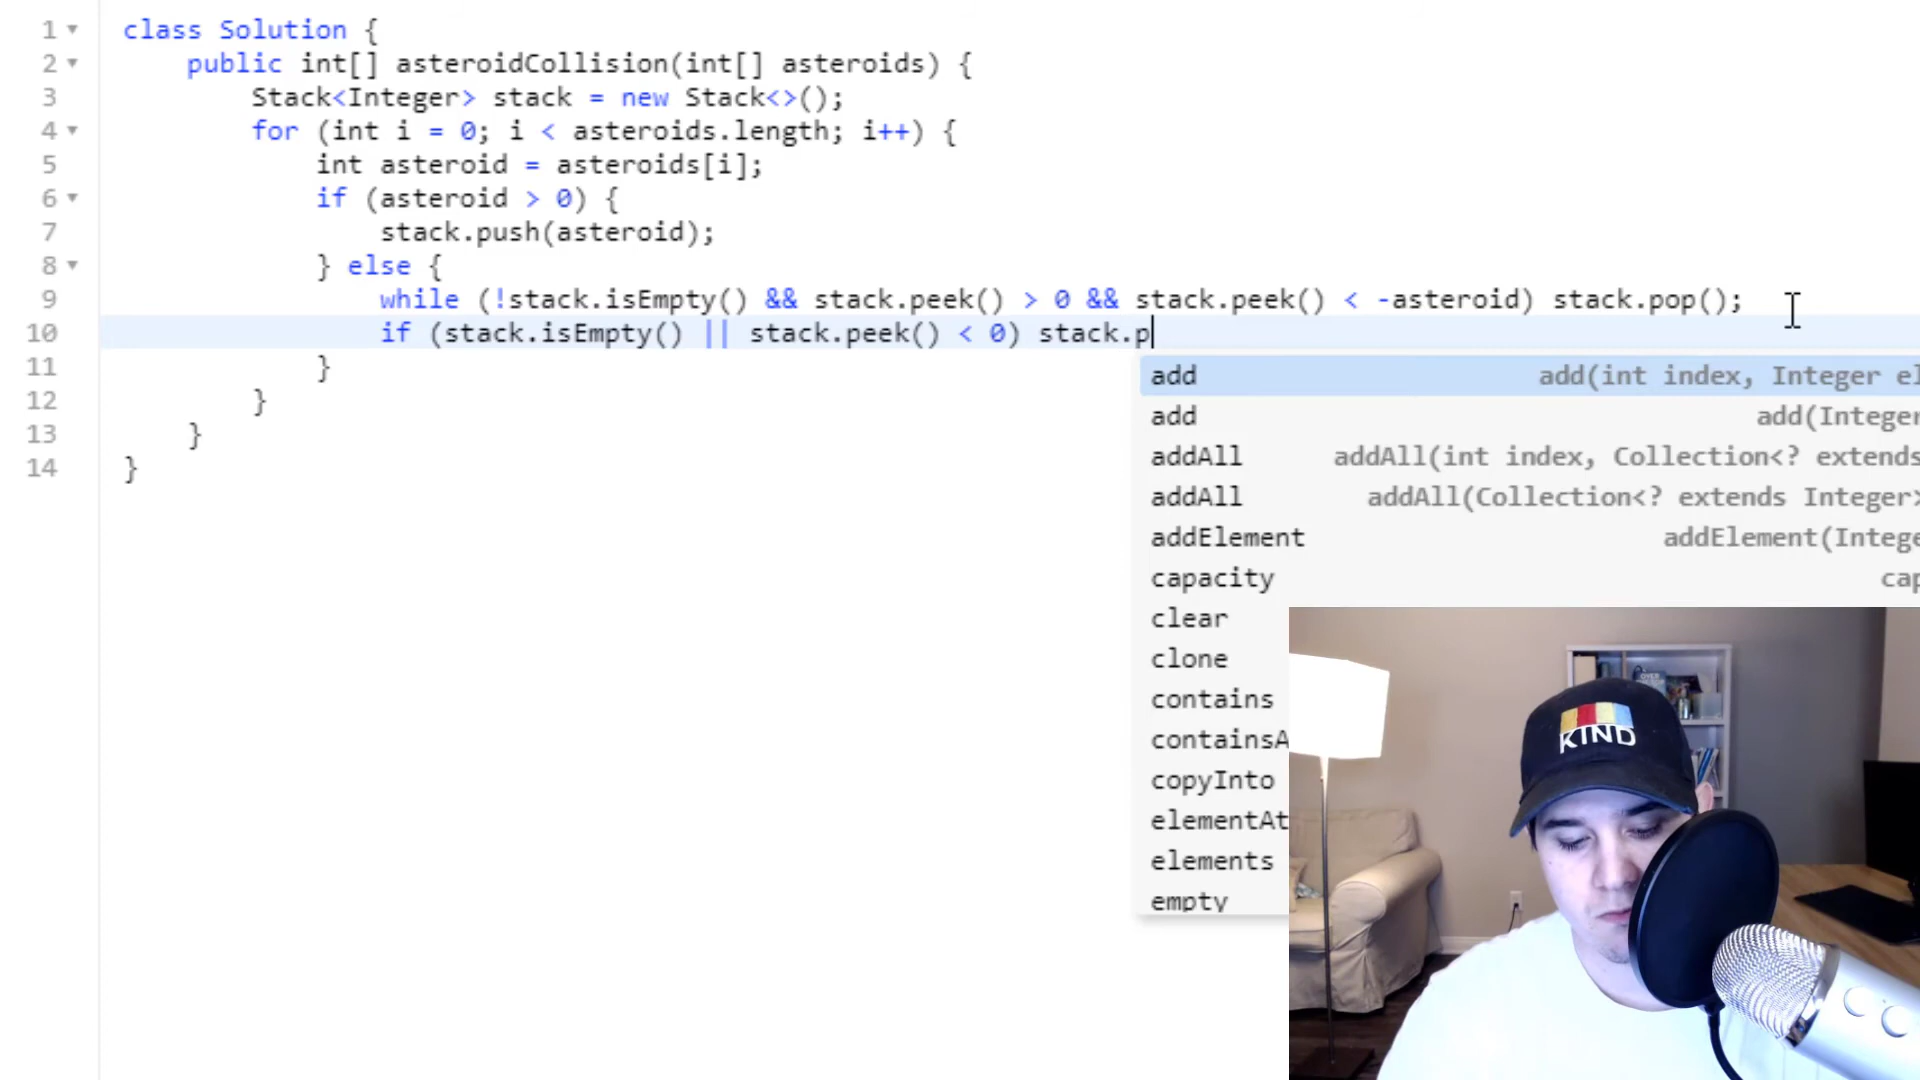 1 class Solution {
2 public int[] asteroidCollision(int[] asteroids) {
3 Stack<Integer> stack = new Stack<>();
4 for (int i = 0; i < asteroids.length; i++) {
5 int asteroid = asteroids[i];
6 if (asteroid > 0) {
7 stack.push(asteroid);
8 } else {
9 while (!stack.isEmpty() && stack.peek() > 0 && stack.peek() < -asteroid) stack.pop();
10 if (stack.isEmpty() || stack.peek() < 0) stack.p
11 }
12 }
13 }
14 }
add add(int index, Integer el
add add(Integer
addAll addAll(int index, Collection<? extends
addAll addAll(Collection<? extends Integer>
addElement addElement(Intege
capacity cap
clear
clone
contains
containsA
copyInto
elementAt
elements
empty
KIND